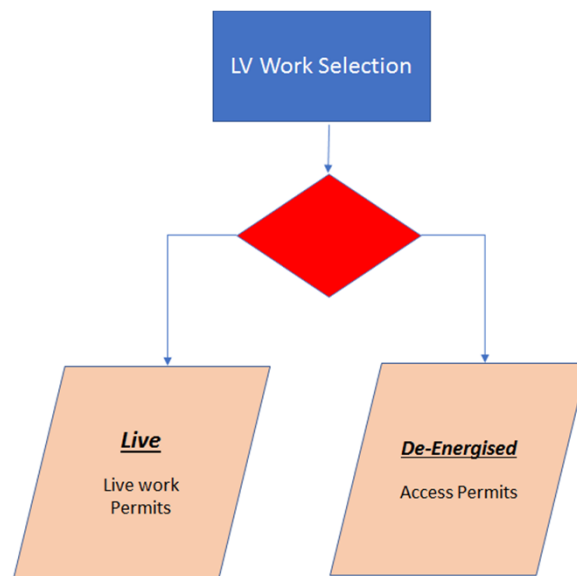 LV Work Selection
Live
Live work
Permits
De-Energised
Access Permits